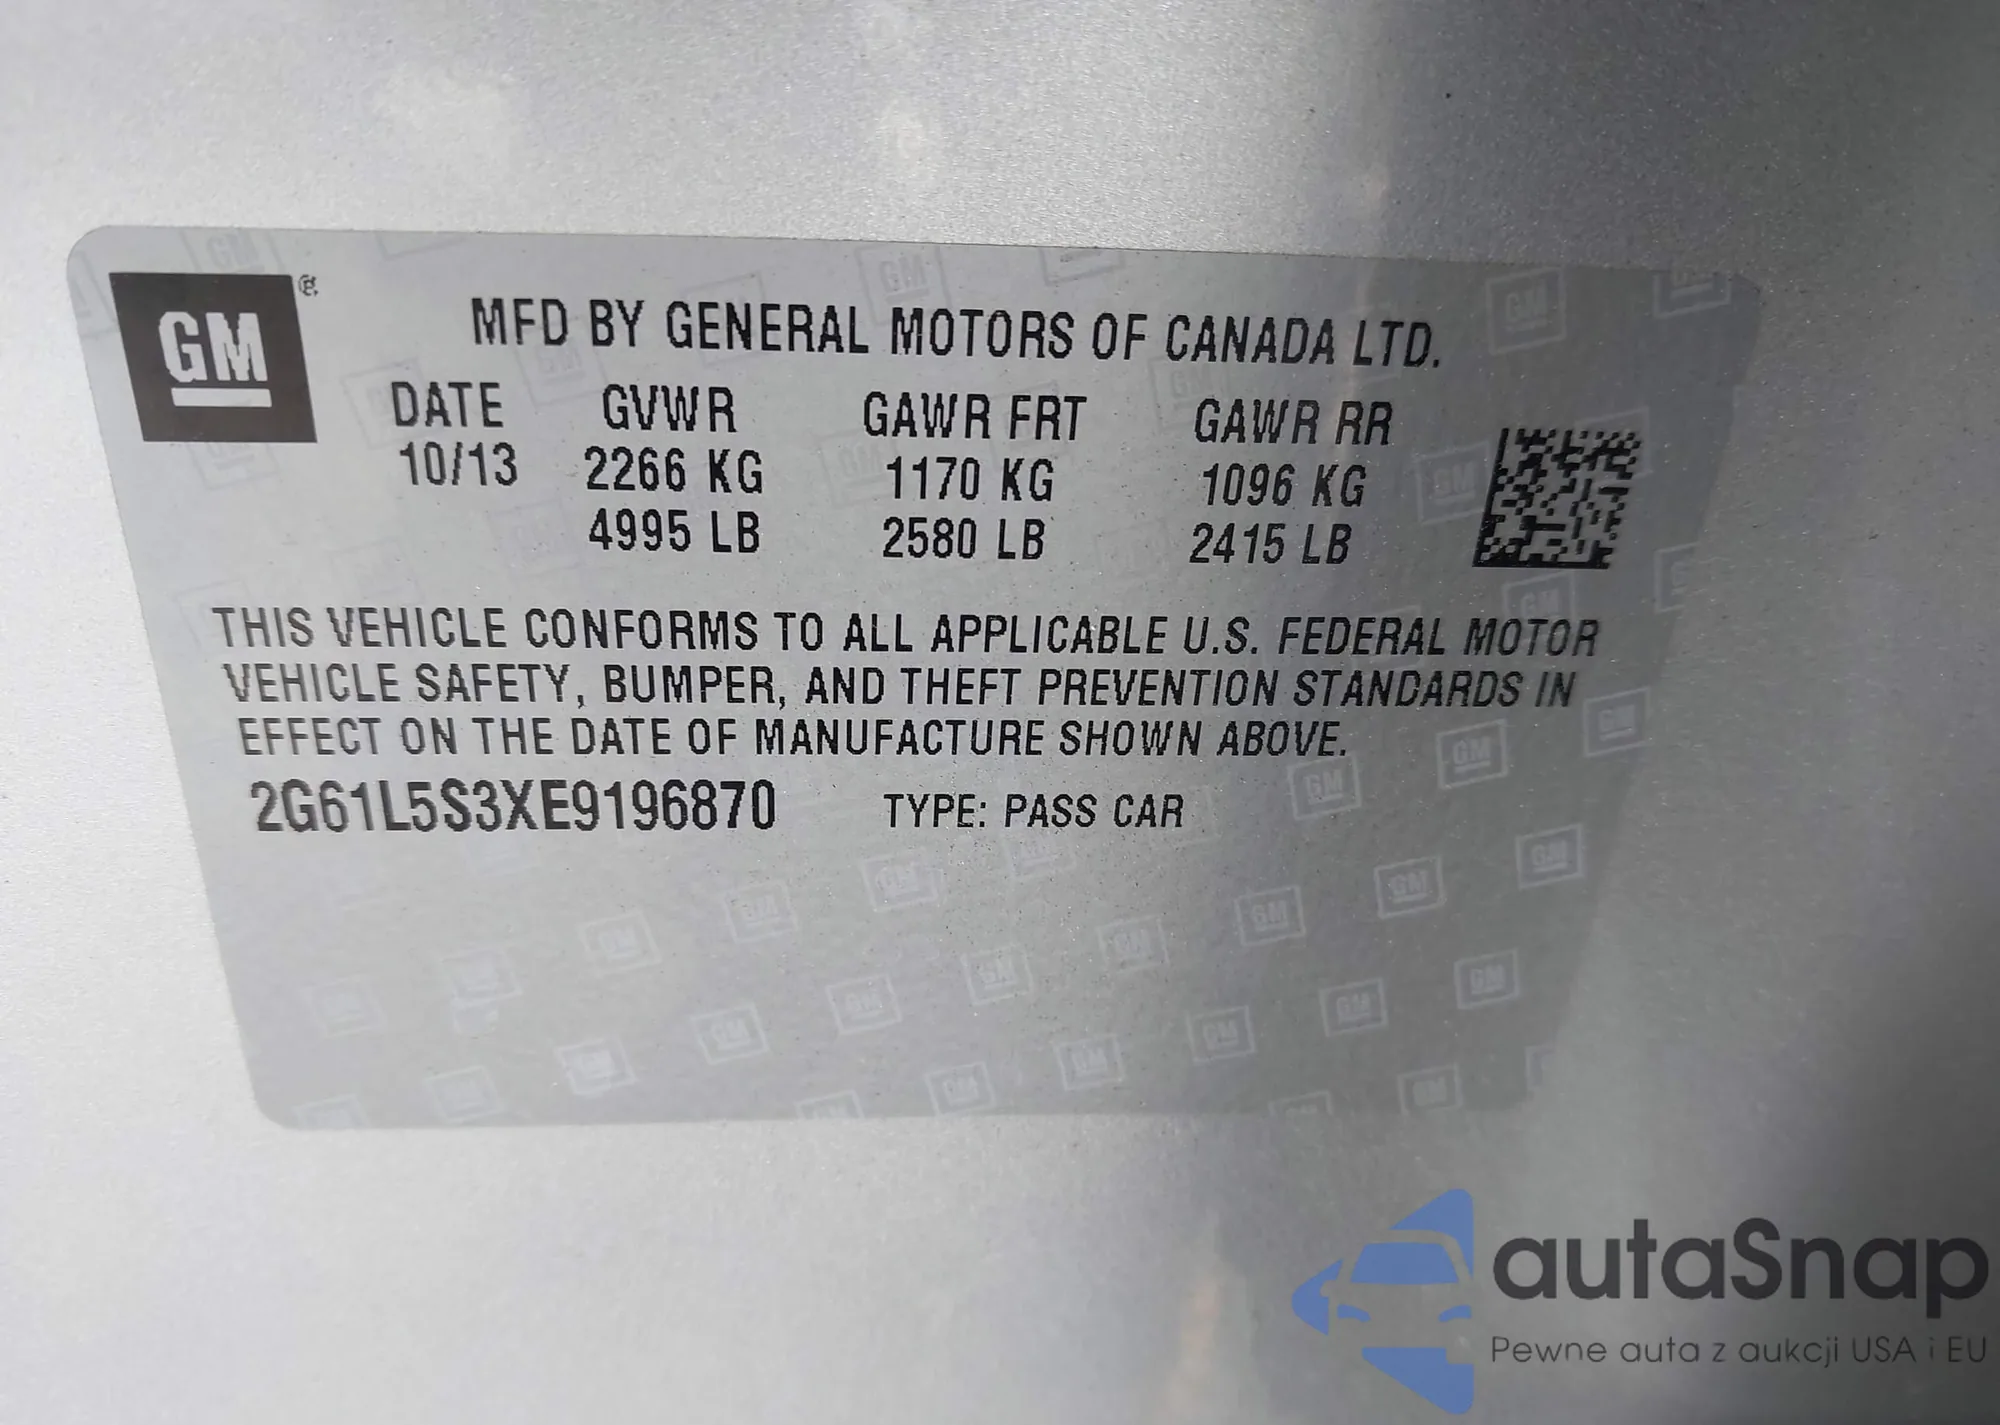 GM ®
MFD BY GENERAL MOTORS OF CANADA LTD.
DATE GVWR GAWR FRT GAWR RR
10/13 2266 KG 1170 KG 1096 KG
4995 LB 2580 LB 2415 LB
THIS VEHICLE CONFORMS TO ALL APPLICABLE U.S. FEDERAL MOTOR
VEHICLE SAFETY, BUMPER, AND THEFT PREVENTION STANDARDS IN
EFFECT ON THE DATE OF MANUFACTURE SHOWN ABOVE.
2G61L5S3XE9196870 TYPE: PASS CAR
autaSnap
Pewne auta z aukcji USA i EU